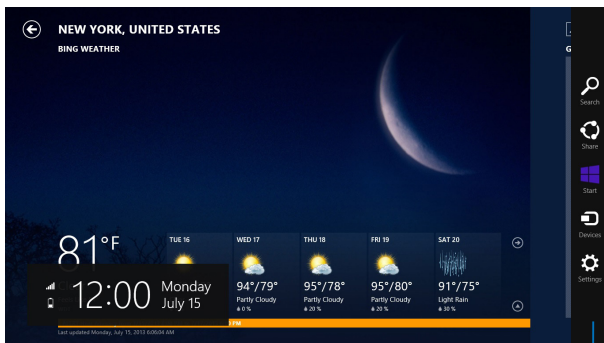 NEW YORK, UNITED STATES
BING WEATHER
Search
Share
Start
Devices
Settings
81°F
TUE 16
WED 17
THU 18
FRI 19
SAT 20
94°/79°
95°/78°
95°/80°
91°/75°
Partly Cloudy
Partly Cloudy
Partly Cloudy
Light Rain
0 %
20 %
20 %
30 %
12:00
Monday
July 15
PM
Last updated Monday, July 15, 2013 6:06:04 AM